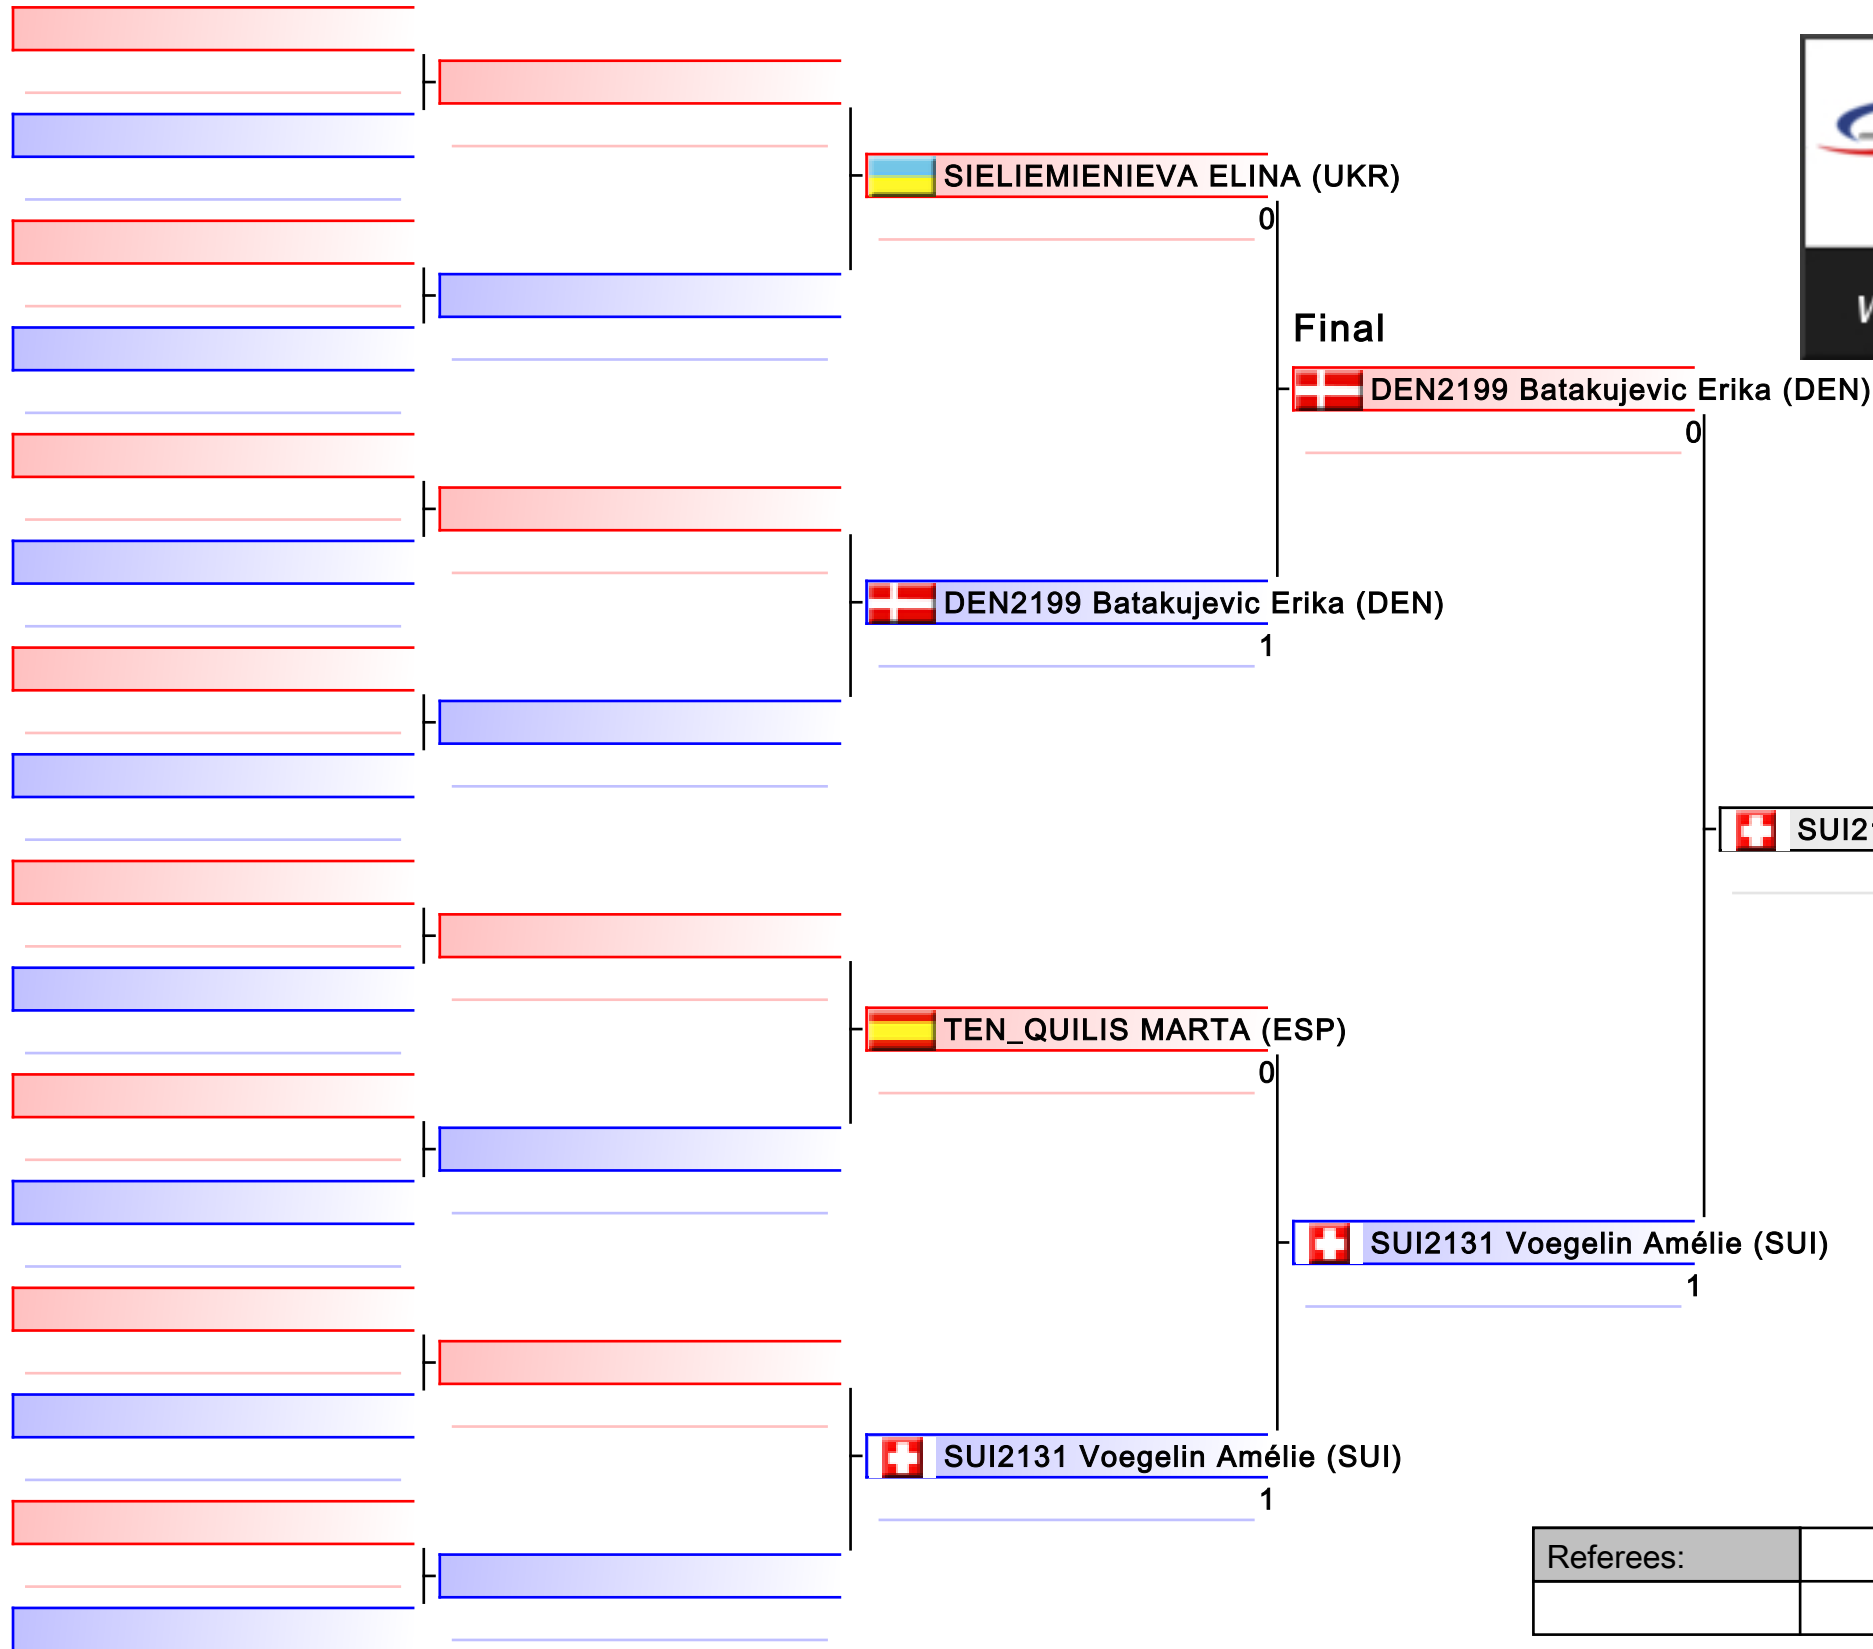 SIELIEMIENIEVA ELINA (UKR)
0
Final
DEN2199 Batakujevic Erika (DEN)
0
DEN2199 Batakujevic Erika (DEN)
1
TEN_QUILIS MARTA (ESP)
0
SUI2131 Voegelin Amélie (SUI)
1
SUI2131 Voegelin Amélie (SUI)
1
Referees: